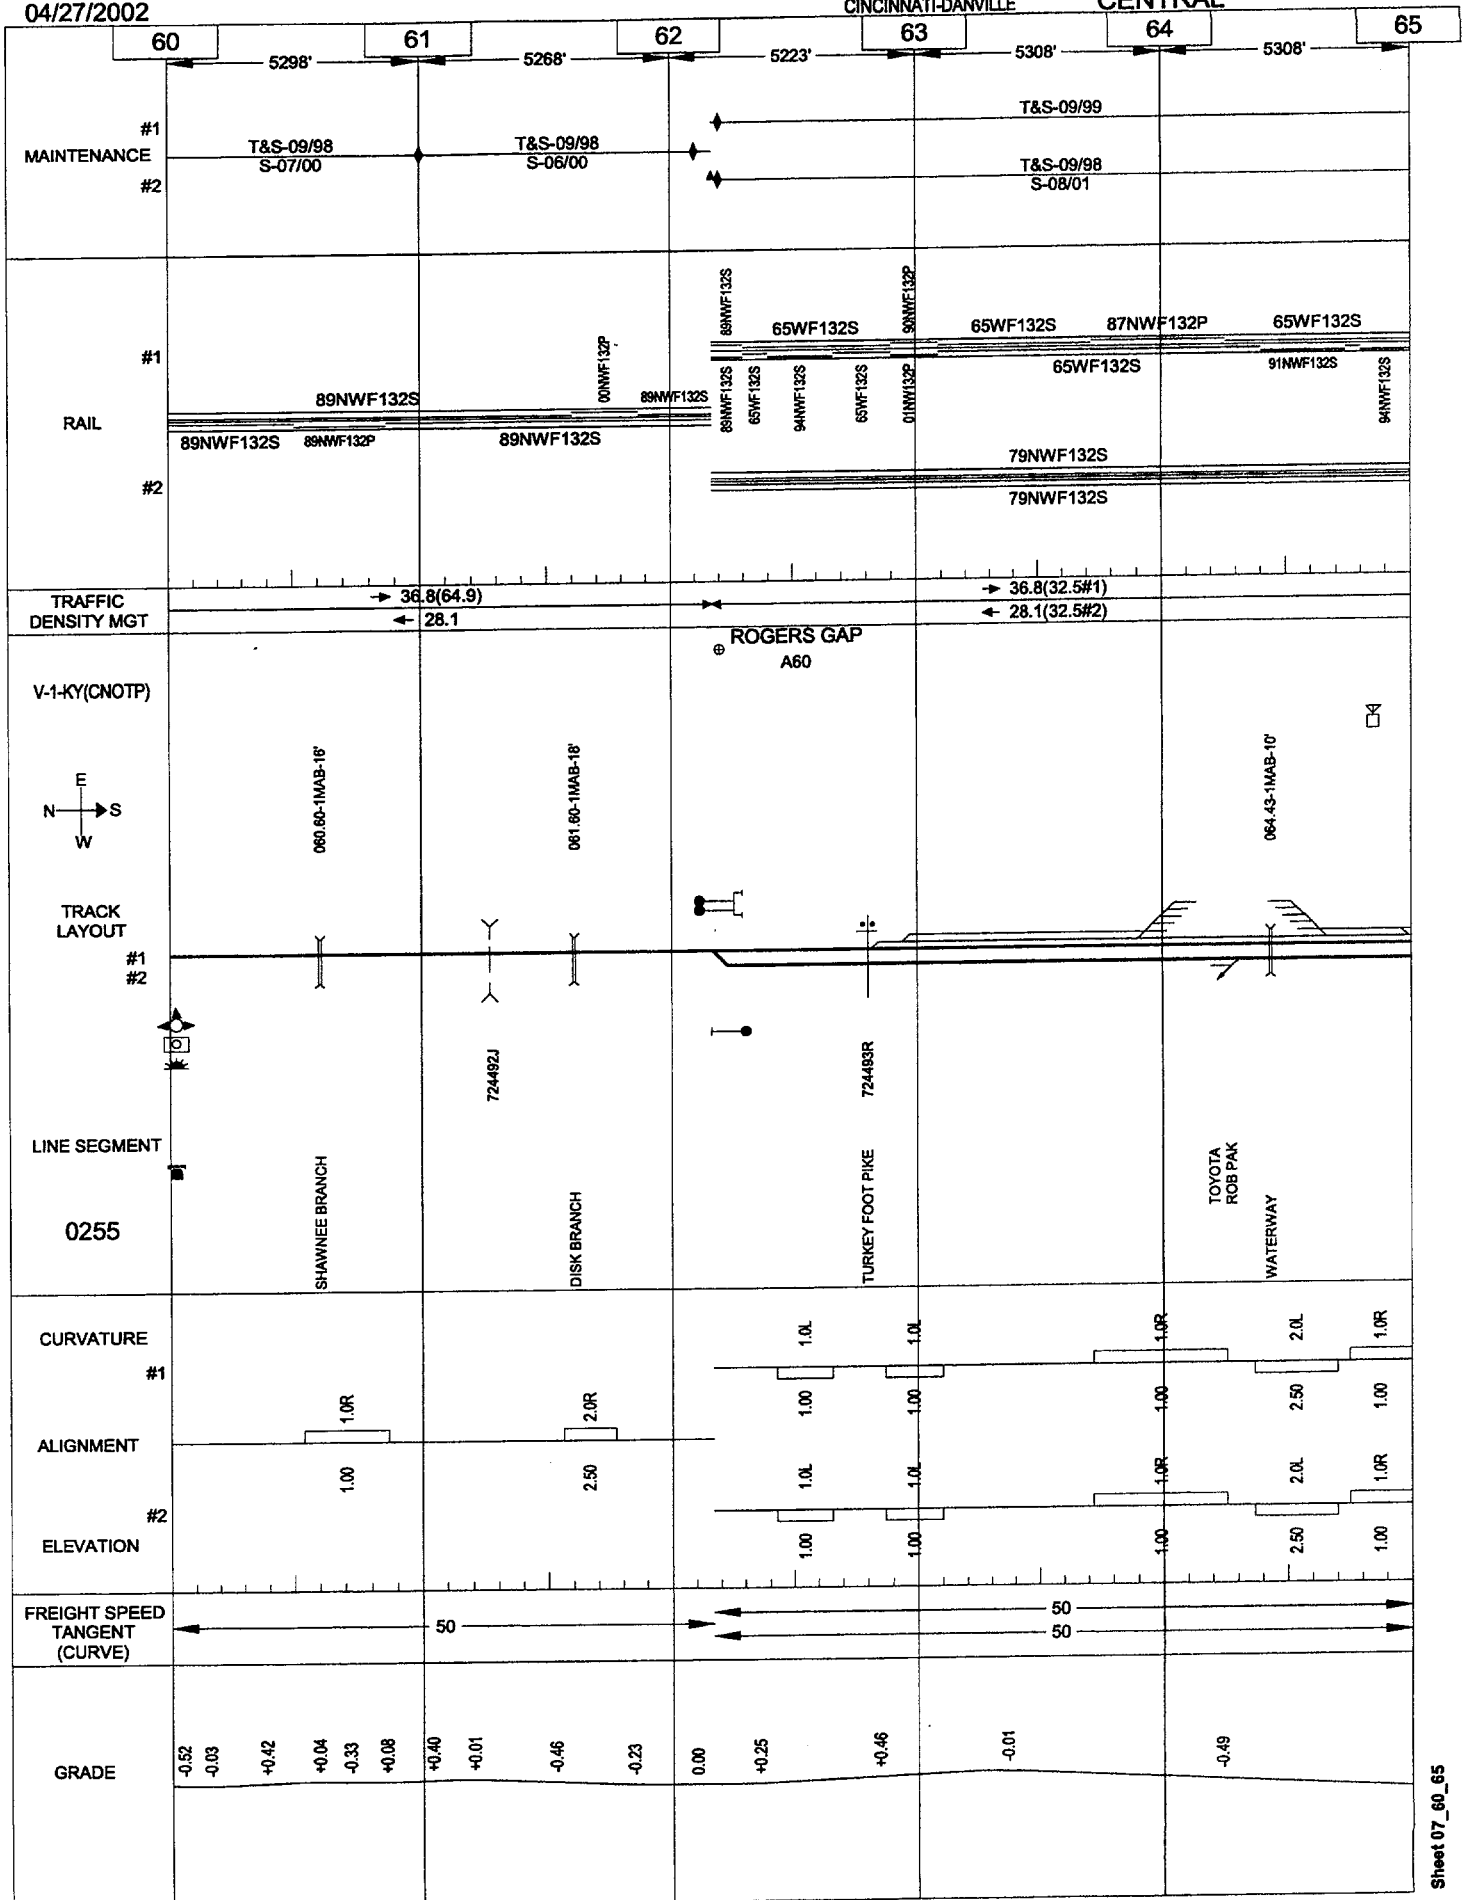 04/27/2002
CINCINNATI-DANVILLE
CENTRAL
60 61 62 63 64 65
5298' 5268' 5223' 5308' 5308'
MAINTENANCE
#1
#2
T&S-09/98
S-07/00
T&S-09/98
S-06/00
T&S-09/99
T&S-09/98
S-08/01
RAIL
#1
#2
89NWF132S
00NWF132P
89NWF132S
89NWF132S
89NWF132P
89NWF132S
89NWF132S
65WF132S
90NWF132P
65WF132S
87NWF132P
65WF132S
89NWF132S
65WF132S
94NWF132S
65WF132S
01NWF132P
65WF132S
91NWF132S
94NWF132S
79NWF132S
79NWF132S
TRAFFIC
DENSITY MGT
36.8(64.9)
28.1
36.8(32.5#1)
28.1(32.5#2)
ROGERS GAP
A60
V-1-KY(CNOTP)
E
N S
W
060.60-1MAB-16'
061.60-1MAB-18'
064.43-1MAB-10'
TRACK
LAYOUT
#1
#2
724492J
724493R
LINE SEGMENT
0255
SHAWNEE BRANCH
DISK BRANCH
TURKEY FOOT PIKE
TOYOTA
ROB PAK
WATERWAY
CURVATURE
#1
ALIGNMENT
#2
ELEVATION
1.0R 2.0R
1.00 2.50
1.0L 1.0L 1.0R 2.0L 1.0R
1.00 1.00 1.00 2.50 1.00
1.0L 1.0L 1.0R 2.0L 1.0R
1.00 1.00 1.00 2.50 1.00
FREIGHT SPEED
TANGENT
(CURVE)
50
50
50
GRADE
-0.52 -0.03 +0.42 +0.04 -0.33 +0.08 +0.40 +0.01 -0.46 -0.23 0.00 +0.25 +0.46 -0.01 -0.49
Sheet 07_60_65